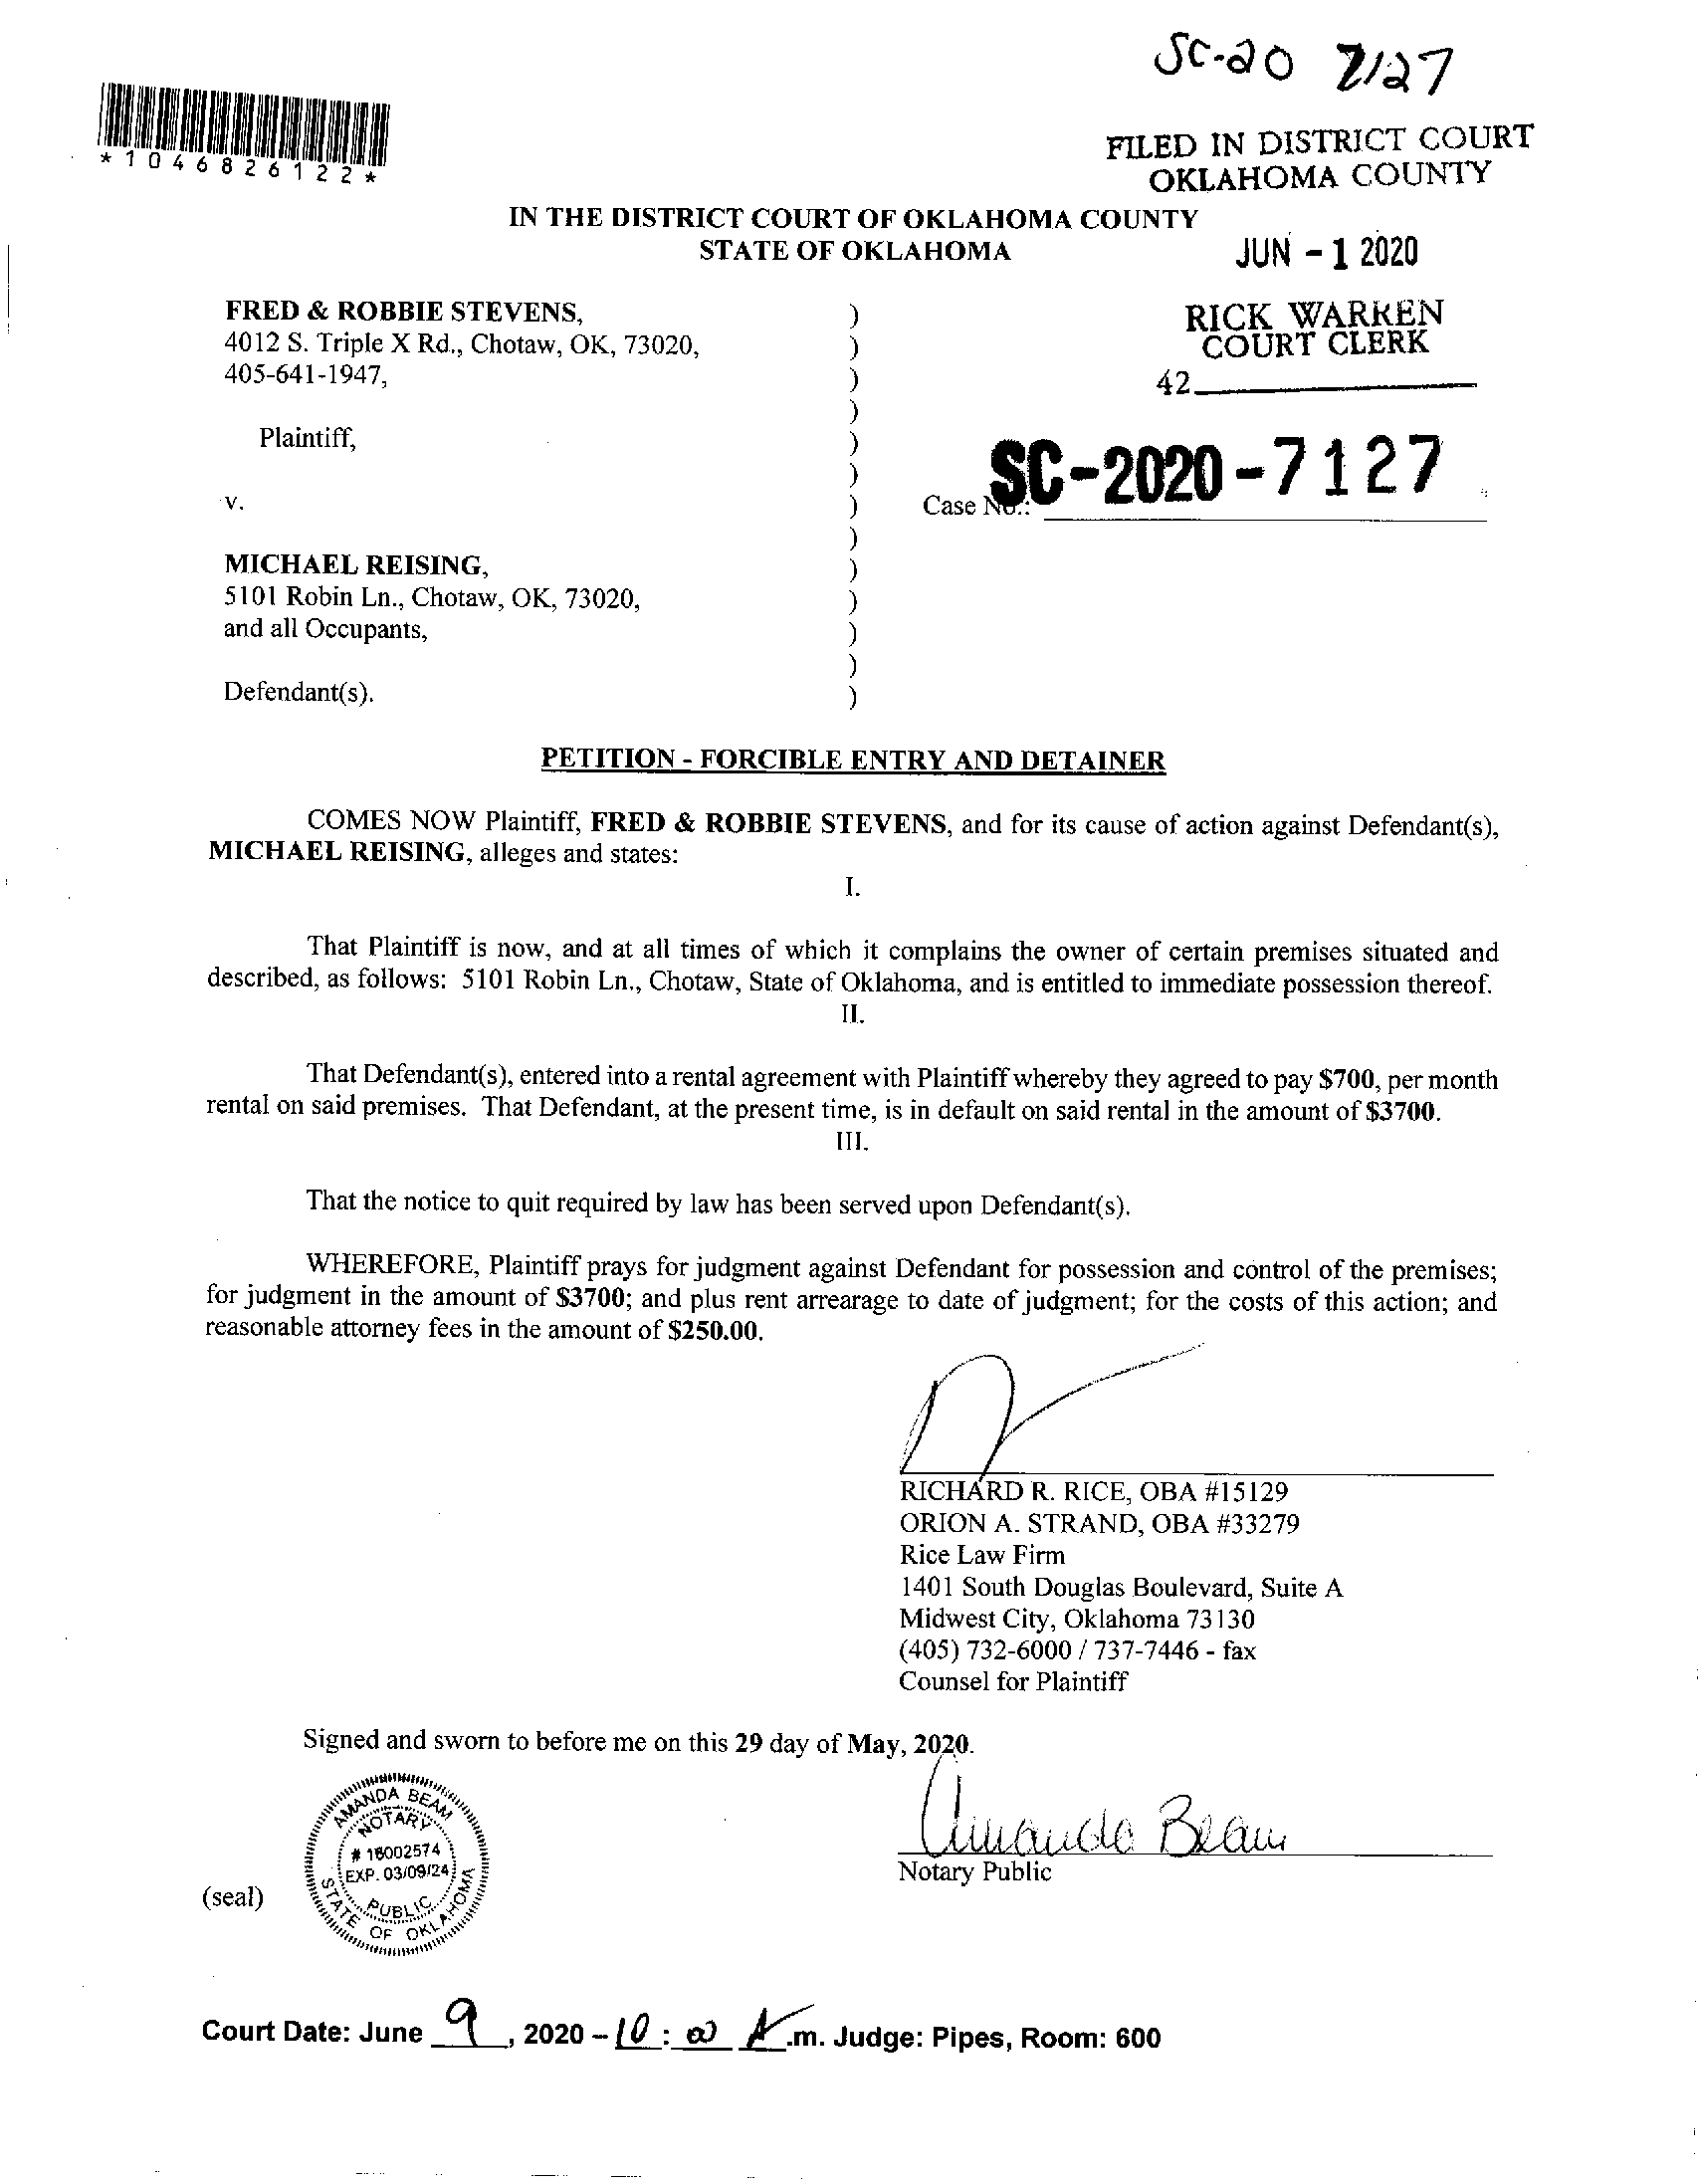 SC-20 7127
*1046826122*
FILED IN DISTRICT COURT
OKLAHOMA COUNTY
IN THE DISTRICT COURT OF OKLAHOMA COUNTY
STATE OF OKLAHOMA
JUN - 1 2020
RICK WARREN
COURT CLERK
42
FRED & ROBBIE STEVENS, )
4012 S. Triple X Rd., Chotaw, OK, 73020, )
405-641-1947, )
)
Plaintiff, )
)
v. ) Case No.: SC-2020-7127
)
MICHAEL REISING, )
5101 Robin Ln., Chotaw, OK, 73020, )
and all Occupants, )
)
Defendant(s). )
PETITION - FORCIBLE ENTRY AND DETAINER
COMES NOW Plaintiff, FRED & ROBBIE STEVENS, and for its cause of action against Defendant(s),
MICHAEL REISING, alleges and states:
I.
That Plaintiff is now, and at all times of which it complains the owner of certain premises situated and
described, as follows: 5101 Robin Ln., Chotaw, State of Oklahoma, and is entitled to immediate possession thereof.
II.
That Defendant(s), entered into a rental agreement with Plaintiff whereby they agreed to pay $700, per month
rental on said premises. That Defendant, at the present time, is in default on said rental in the amount of $3700.
III.
That the notice to quit required by law has been served upon Defendant(s).
WHEREFORE, Plaintiff prays for judgment against Defendant for possession and control of the premises;
for judgment in the amount of $3700; and plus rent arrearage to date of judgment; for the costs of this action; and
reasonable attorney fees in the amount of $250.00.
RICHARD R. RICE, OBA #15129
ORION A. STRAND, OBA #33279
Rice Law Firm
1401 South Douglas Boulevard, Suite A
Midwest City, Oklahoma 73130
(405) 732-6000 / 737-7446 - fax
Counsel for Plaintiff
Signed and sworn to before me on this 29 day of May, 2020.
Amanda Beam
Notary Public
(seal)
AMANDA BEAM
NOTARY
# 16002574
EXP. 03/09/24
PUBLIC
STATE OF OKLAHOMA
Court Date: June 9, 2020 - 10:00 A.m. Judge: Pipes, Room: 600